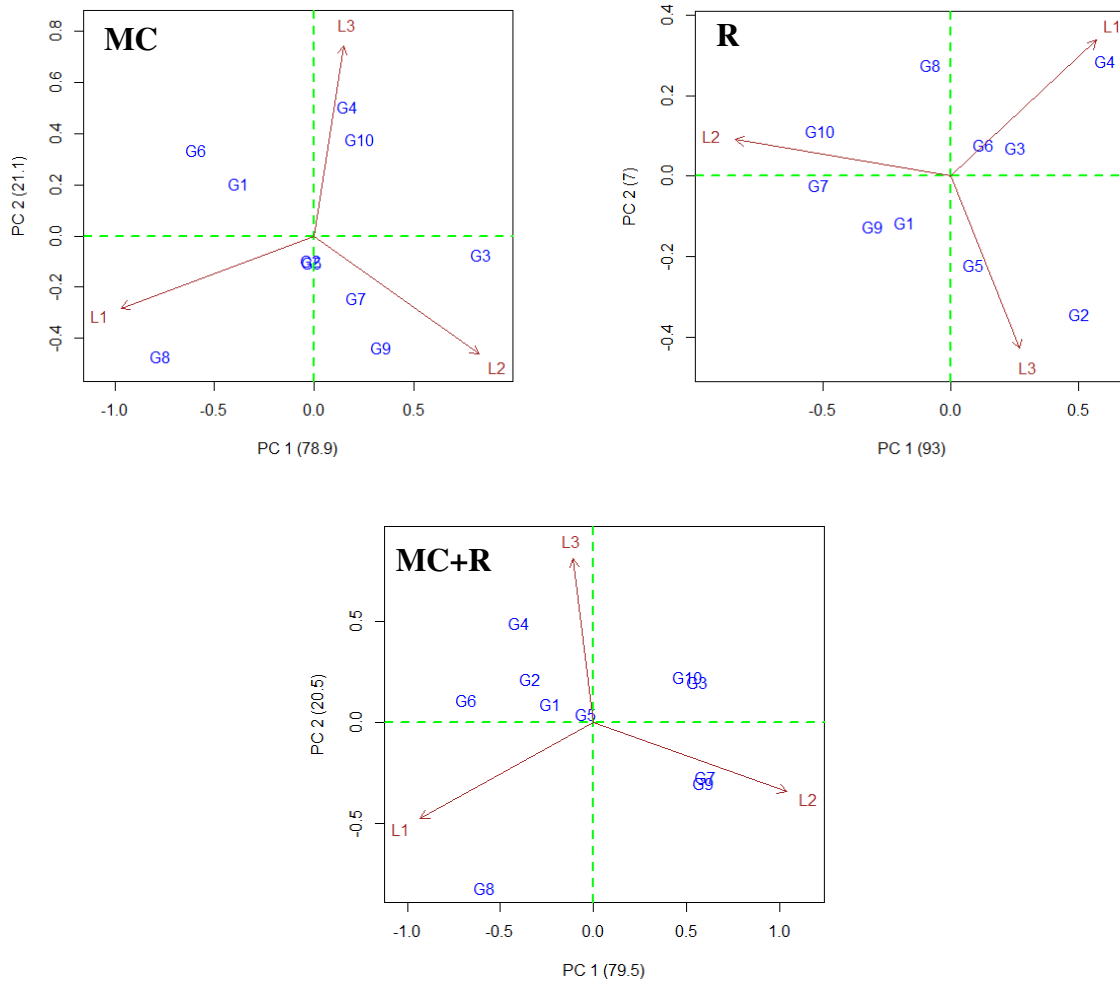 MC
L3
G4
G10
G6
G1
G3
G7
L1
G8
G9
L2
0.8
0.6
0.4
0.2
0.0
-0.2
-0.4
PC 2 (21.1)
-1.0 -0.5 0.0 0.5
PC 1 (78.9)
R
L1
G4
G8
L2
G10
G6
G3
G7
G9
G1
G5
G2
L3
0.4
0.2
0.0
-0.2
-0.4
PC 2 (7)
-0.5 0.0 0.5
PC 1 (93)
MC+R
L3
G4
G2
G10
G3
G6
G1
G5
G7
G9
L2
L1
G8
0.5
0.0
-0.5
PC 2 (20.5)
-1.0 -0.5 0.0 0.5 1.0
PC 1 (79.5)